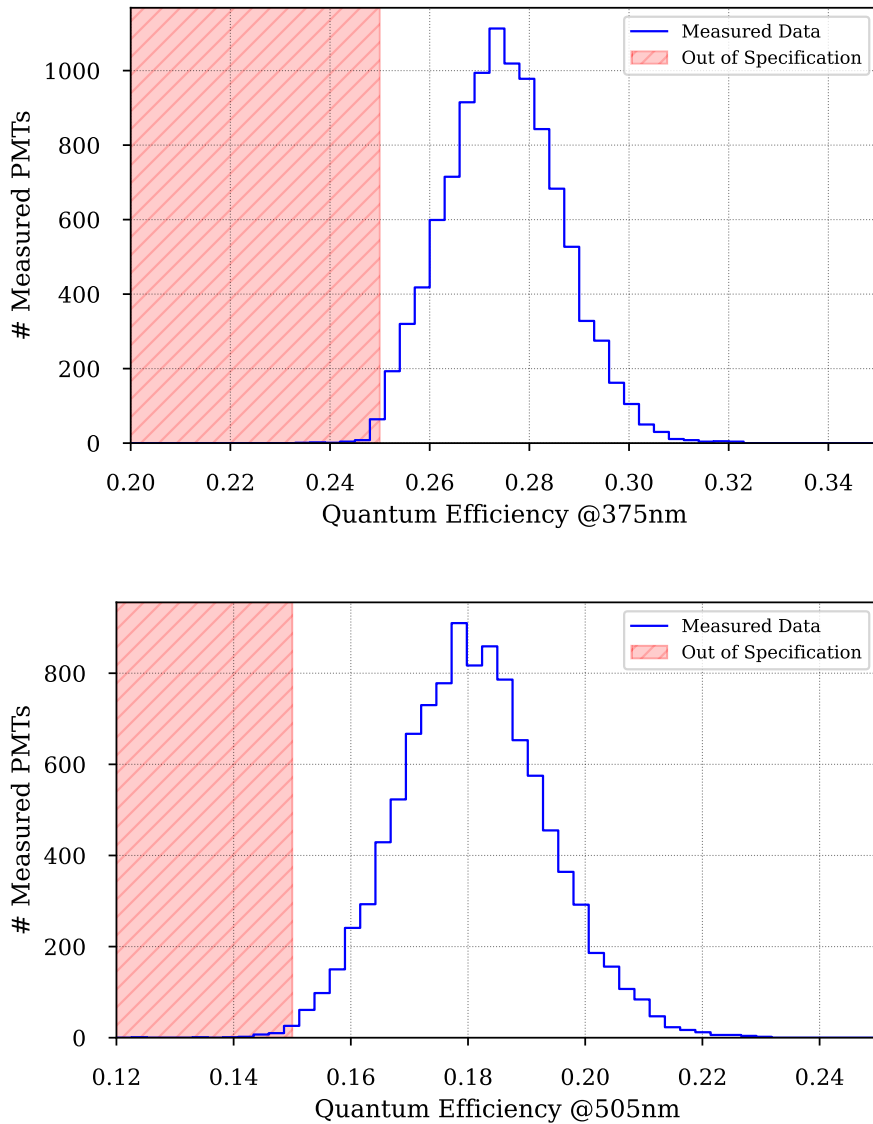 1000
800
600
400
200
0
# Measured PMTs
Measured Data
Out of Specification
0.20 0.22 0.24 0.26 0.28 0.30 0.32 0.34
Quantum Efficiency @375nm
800
600
400
200
0
# Measured PMTs
Measured Data
Out of Specification
0.12 0.14 0.16 0.18 0.20 0.22 0.24
Quantum Efficiency @505nm